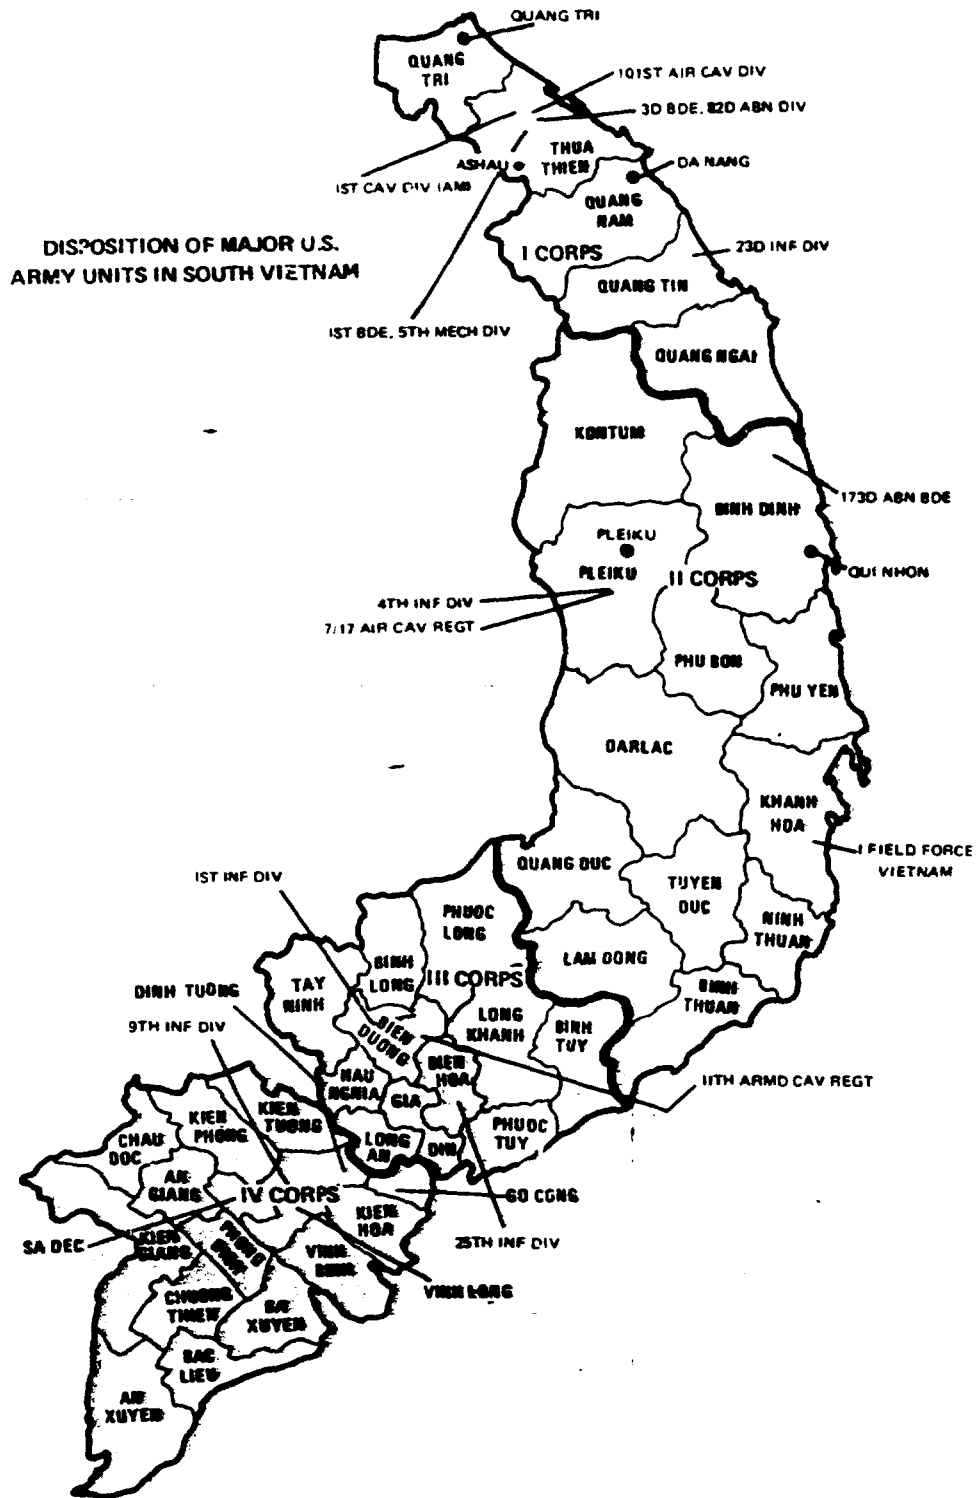 QUANG TRI
QUANG
TRI
101ST AIR CAV DIV
3D BDE, 82D ABN DIV
THUA
THIEN
ASHAU
1ST CAV DIV (AM)
DA NANG
QUANG
NAM
DISPOSITION OF MAJOR U.S.
ARMY UNITS IN SOUTH VIETNAM
I CORPS
23D INF DIV
QUANG TIN
1ST BDE, 5TH MECH DIV
QUANG NGAI
KONTUM
173D ABN BDE
BINH DINH
PLEIKU
PLEIKU
II CORPS
QUI NHON
4TH INF DIV
7/17 AIR CAV REGT
PHU BON
PHU YEN
DARLAC
KHANH
HOA
I FIELD FORCE
VIETNAM
QUANG DUC
1ST INF DIV
TUYEN
DUC
PHUOC
LONG
NINH
THUAN
LAM DONG
BINH
LONG
III CORPS
TAY
NINH
BINH
THUAN
DINH TUONG
LONG
KHANH
BINH
TUY
9TH INF DIV
BIEN
DUONG
BIEN
HOA
11TH ARMD CAV REGT
HAU
NGHIA
GIA
KIEN
TUONG
KIEN
PHONG
PHUOC
TUY
CHAU
DOC
LONG
AN
DINH
AN
GIANG
IV CORPS
GO CONG
KIEN
HOA
SA DEC
KIEN
GIANG
PHONG
DINH
25TH INF DIV
VINH
BINH
VINH LONG
CHUONG
THIEN
BA
XUYEN
BAC
LIEU
AN
XUYEN